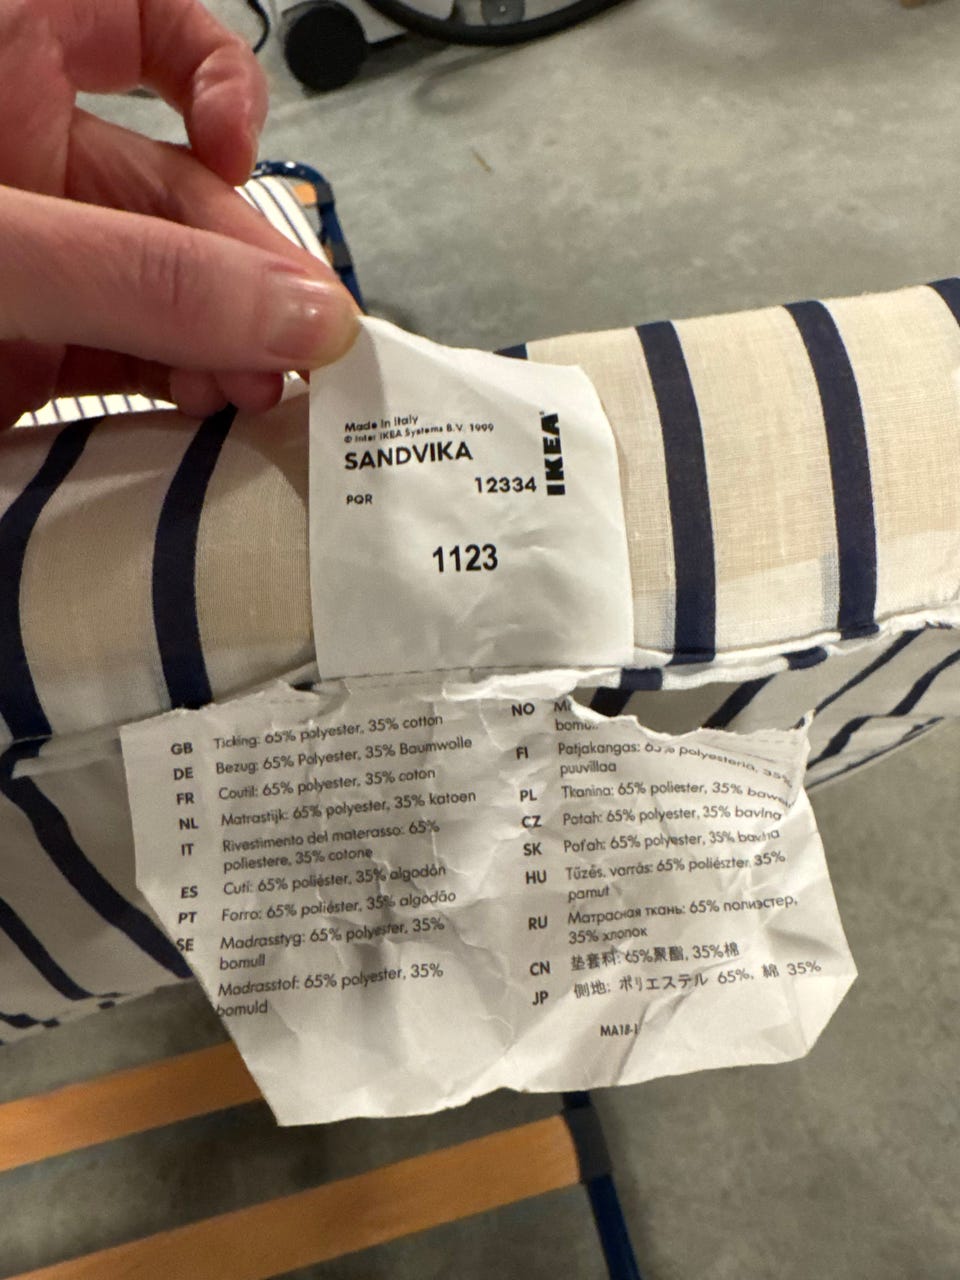 Made in Italy
© Inter IKEA Systems B.V. 1999
SANDVIKA
12334
IKEA
PQR
1123
GB Ticking: 65% polyester, 35% cotton
DE Bezug: 65% Polyester, 35% Baumwolle
FR Coutil: 65% polyester, 35% coton
NL Matrastijk: 65% polyester, 35% katoen
IT Rivestimento del materasso: 65%
poliestere, 35% cotone
ES Cutí: 65% poliéster, 35% algodón
PT Forro: 65% poliéster, 35% algodão
SE Madrasstyg: 65% polyester, 35%
bomull
Madrasstof: 65% polyester, 35%
bomuld
NO
FI Patjakangas: 65% polyesteria, 35%
puuvillaa
PL Tkanina: 65% poliester, 35%
CZ Potah: 65% polyester, 35% bavlna
SK Poťah: 65% polyester, 35% bavlna
HU Tűzés, varrás: 65% poliészter, 35%
pamut
RU Матрасная ткань: 65% полиэстер,
35% хлопок
CN 垫套料: 65%聚酯, 35%棉
JP 側地: ポリエステル 65%, 綿 35%